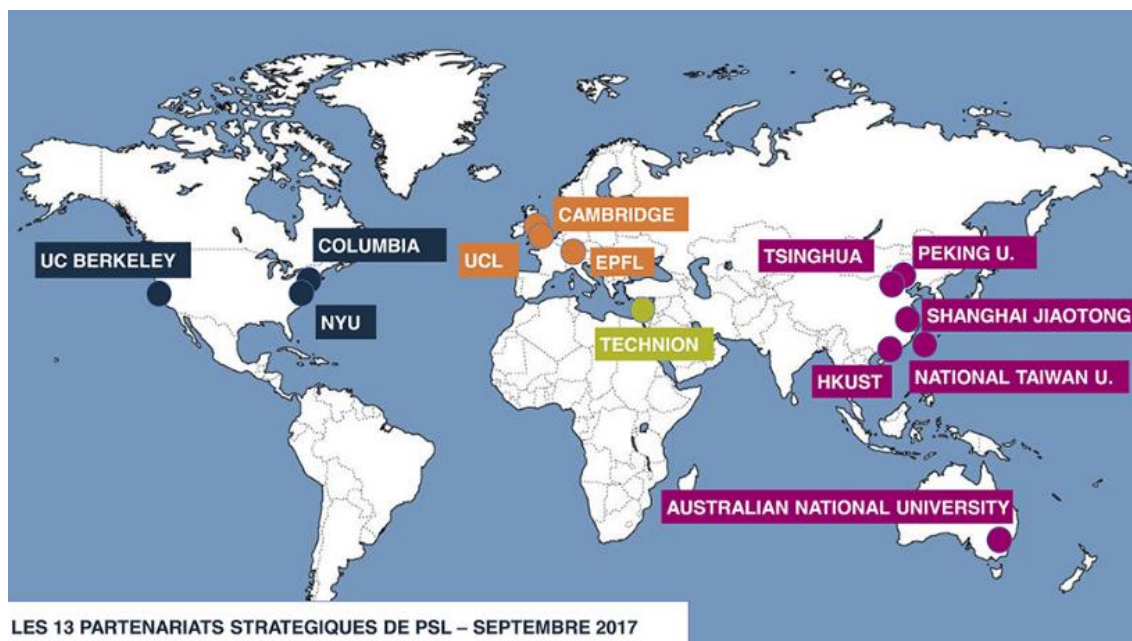 CAMBRIDGE
COLUMBIA
UC BERKELEY
UCL
EPFL
TSINGHUA
PEKING U.
NYU
SHANGHAI JIAOTONG
TECHNION
HKUST
NATIONAL TAIWAN U.
AUSTRALIAN NATIONAL UNIVERSITY
LES 13 PARTENARIATS STRATEGIQUES DE PSL – SEPTEMBRE 2017